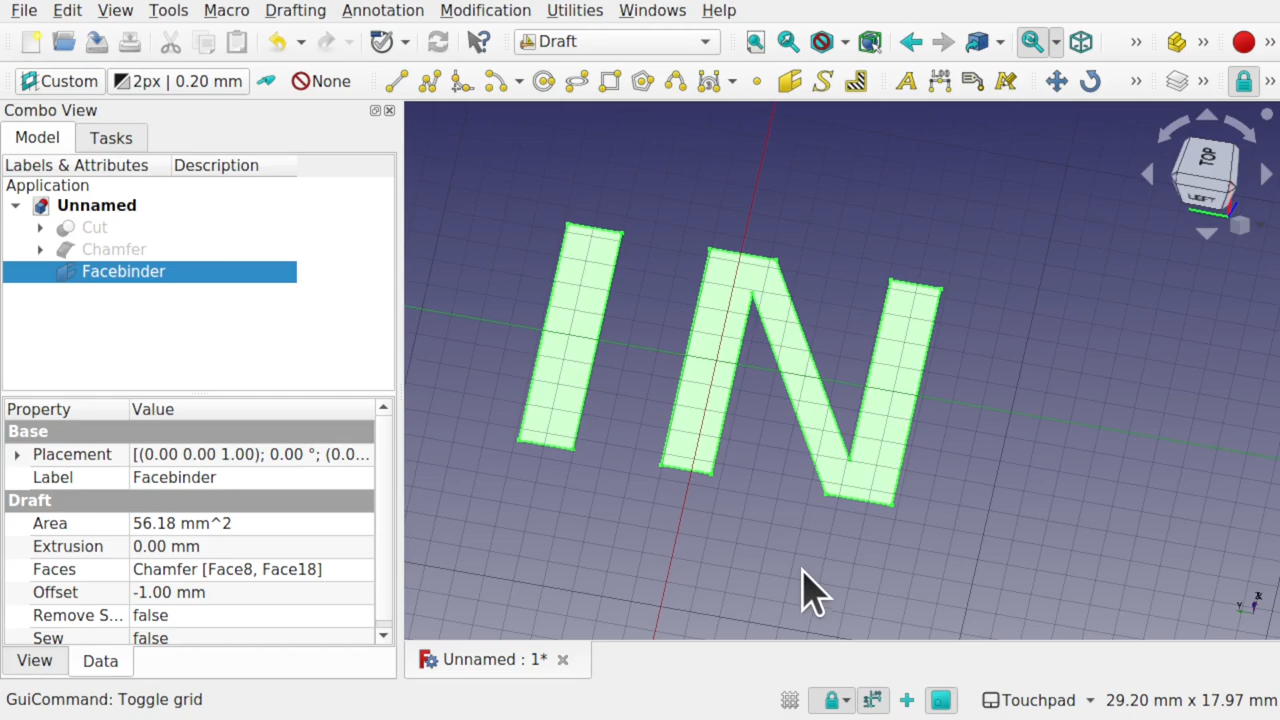 File Edit View Tools Macro Drafting Annotation Modification Utilities Windows Help
Draft
Custom 2px | 0.20 mm None
Combo View
Model Tasks
Labels & Attributes Description
Application
Unnamed
Cut
Chamfer
Facebinder
Property Value
Base
Placement [(0.00 0.00 1.00); 0.00 °; (0.0...
Label Facebinder
Draft
Area 56.18 mm^2
Extrusion 0.00 mm
Faces Chamfer [Face8, Face18]
Offset -1.00 mm
Remove S... false
Sew false
View Data
IN
TOP
LEFT
Unnamed : 1*
GuiCommand: Toggle grid
Touchpad 29.20 mm x 17.97 mm